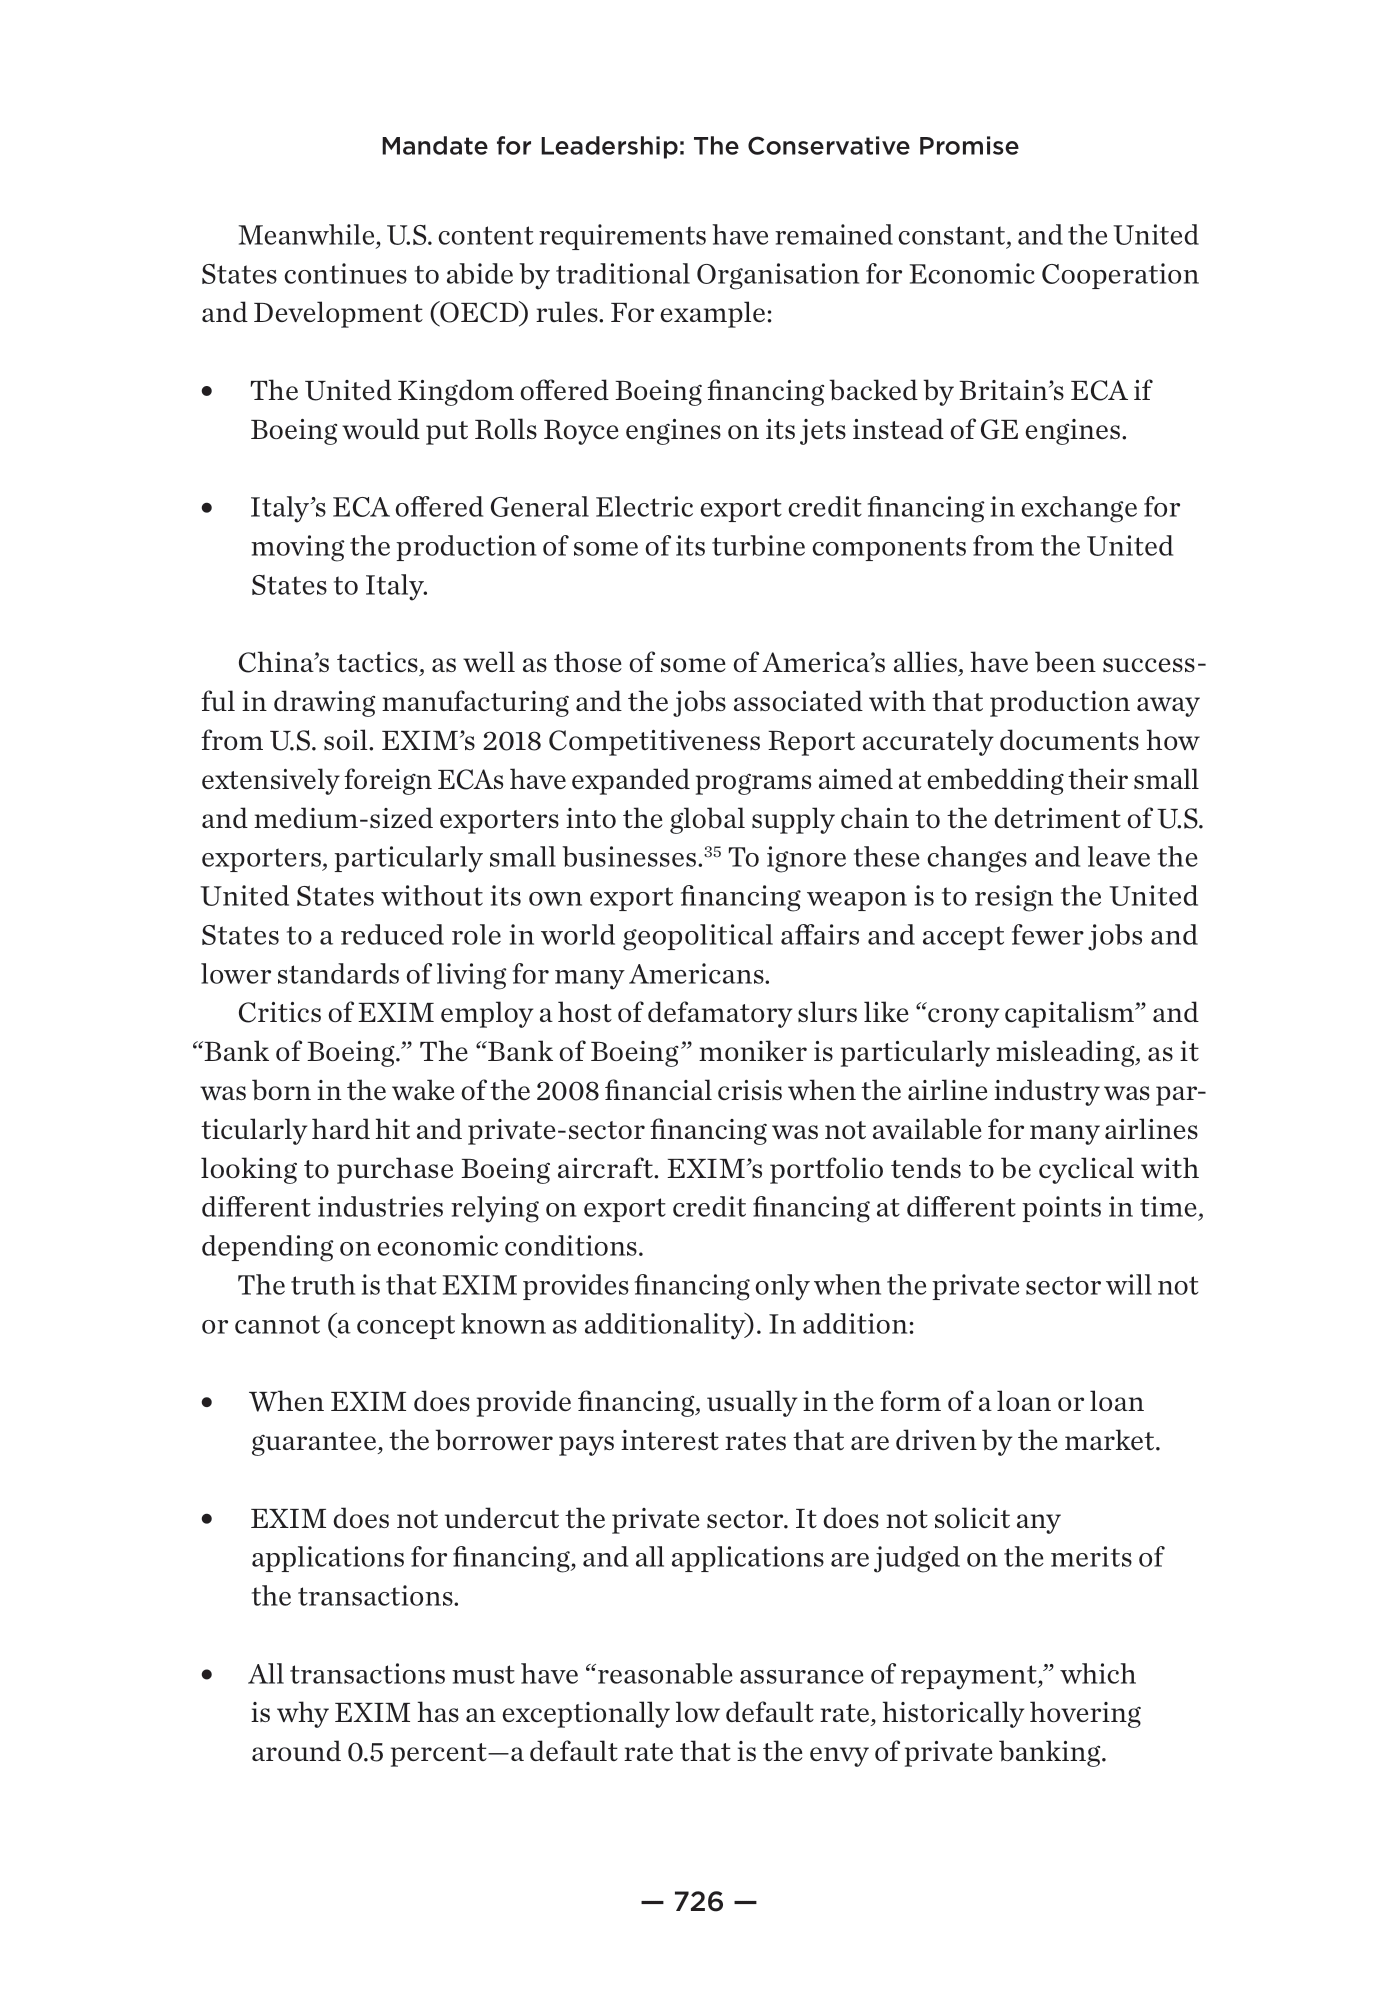 Mandate for Leadership: The Conservative Promise
Meanwhile, U.S. content requirements have remained constant, and the United
States continues to abide by traditional Organisation for Economic Cooperation
and Development (OECD) rules. For example:
• The United Kingdom offered Boeing financing backed by Britain’s ECA if
Boeing would put Rolls Royce engines on its jets instead of GE engines.
• Italy’s ECA offered General Electric export credit financing in exchange for
moving the production of some of its turbine components from the United
States to Italy.
China’s tactics, as well as those of some of America’s allies, have been success-
ful in drawing manufacturing and the jobs associated with that production away
from U.S. soil. EXIM’s 2018 Competitiveness Report accurately documents how
extensively foreign ECAs have expanded programs aimed at embedding their small
and medium-sized exporters into the global supply chain to the detriment of U.S.
exporters, particularly small businesses.³⁵ To ignore these changes and leave the
United States without its own export financing weapon is to resign the United
States to a reduced role in world geopolitical affairs and accept fewer jobs and
lower standards of living for many Americans.
Critics of EXIM employ a host of defamatory slurs like “crony capitalism” and
“Bank of Boeing.” The “Bank of Boeing” moniker is particularly misleading, as it
was born in the wake of the 2008 financial crisis when the airline industry was par-
ticularly hard hit and private-sector financing was not available for many airlines
looking to purchase Boeing aircraft. EXIM’s portfolio tends to be cyclical with
different industries relying on export credit financing at different points in time,
depending on economic conditions.
The truth is that EXIM provides financing only when the private sector will not
or cannot (a concept known as additionality). In addition:
• When EXIM does provide financing, usually in the form of a loan or loan
guarantee, the borrower pays interest rates that are driven by the market.
• EXIM does not undercut the private sector. It does not solicit any
applications for financing, and all applications are judged on the merits of
the transactions.
• All transactions must have “reasonable assurance of repayment,” which
is why EXIM has an exceptionally low default rate, historically hovering
around 0.5 percent—a default rate that is the envy of private banking.
— 726 —